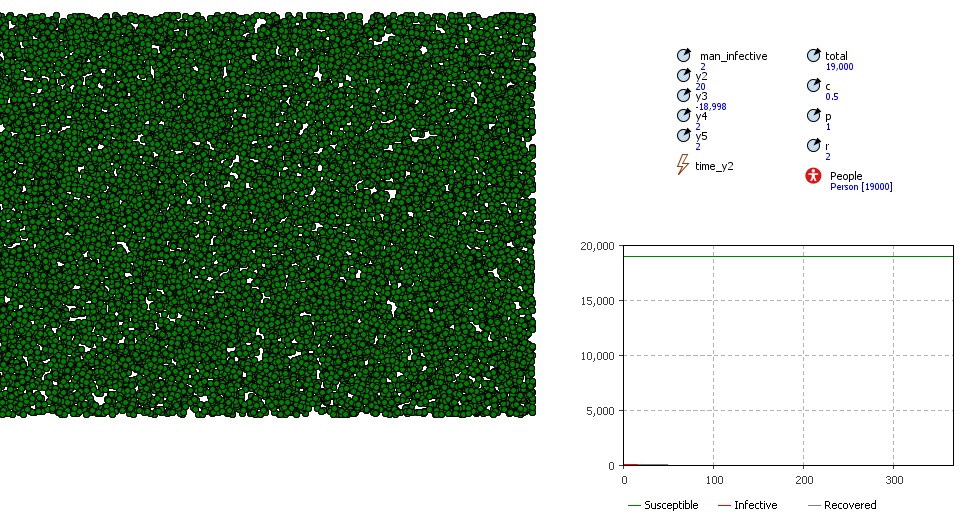 man_infective
2
y2
20
y3
-18,998
y4
2
y5
2
time_y2
total
19,000
c
0.5
p
1
r
2
People
Person [19000]
20,000
15,000
10,000
5,000
0
0 100 200 300
Susceptible Infective Recovered